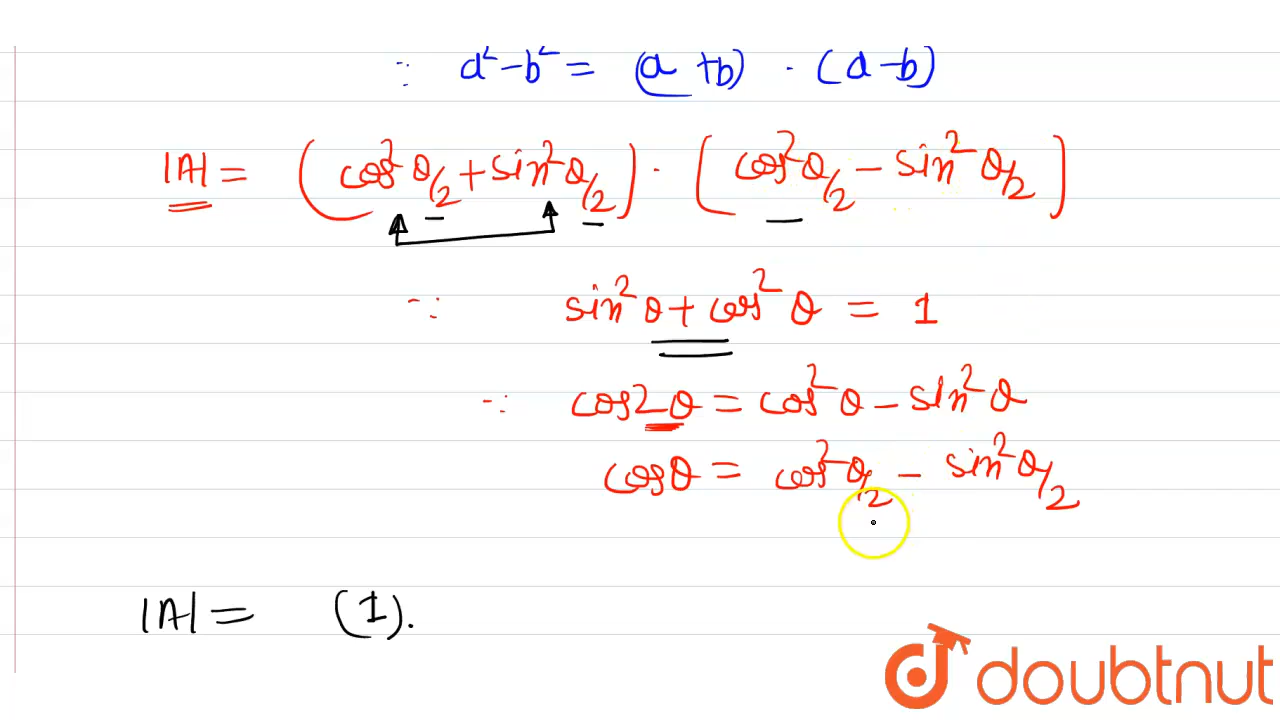 ∵ a²-b² = (a+b) · (a-b)
|A| = (cos²θ/2 + sin²θ/2) · (cos²θ/2 - sin²θ/2)
∵ sin²θ + cos²θ = 1
∵ cos2θ = cos²θ - sin²θ
cosθ = cos²θ/2 - sin²θ/2
|A| = (1).
doubtnut